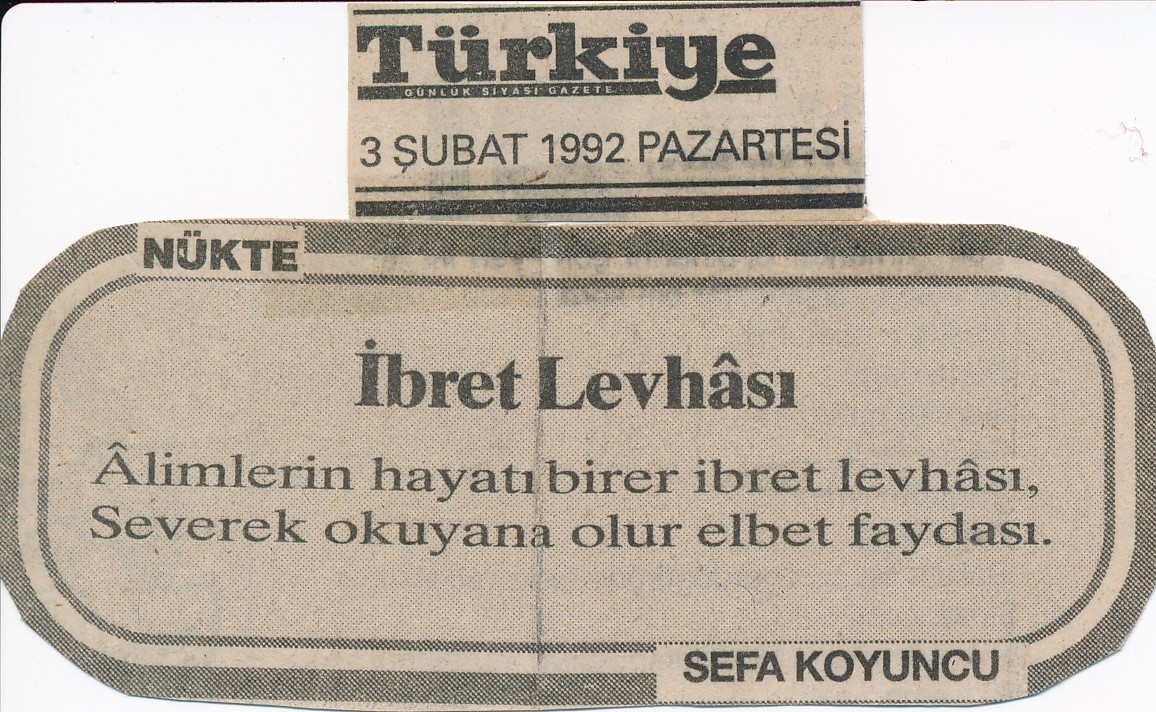 Türkiye
GÜNLÜK SİYASİ GAZETE
3 ŞUBAT 1992 PAZARTESİ
NÜKTE
İbret Levhâsı
Âlimlerin hayatı birer ibret levhâsı,
Severek okuyana olur elbet faydası.
SEFA KOYUNCU